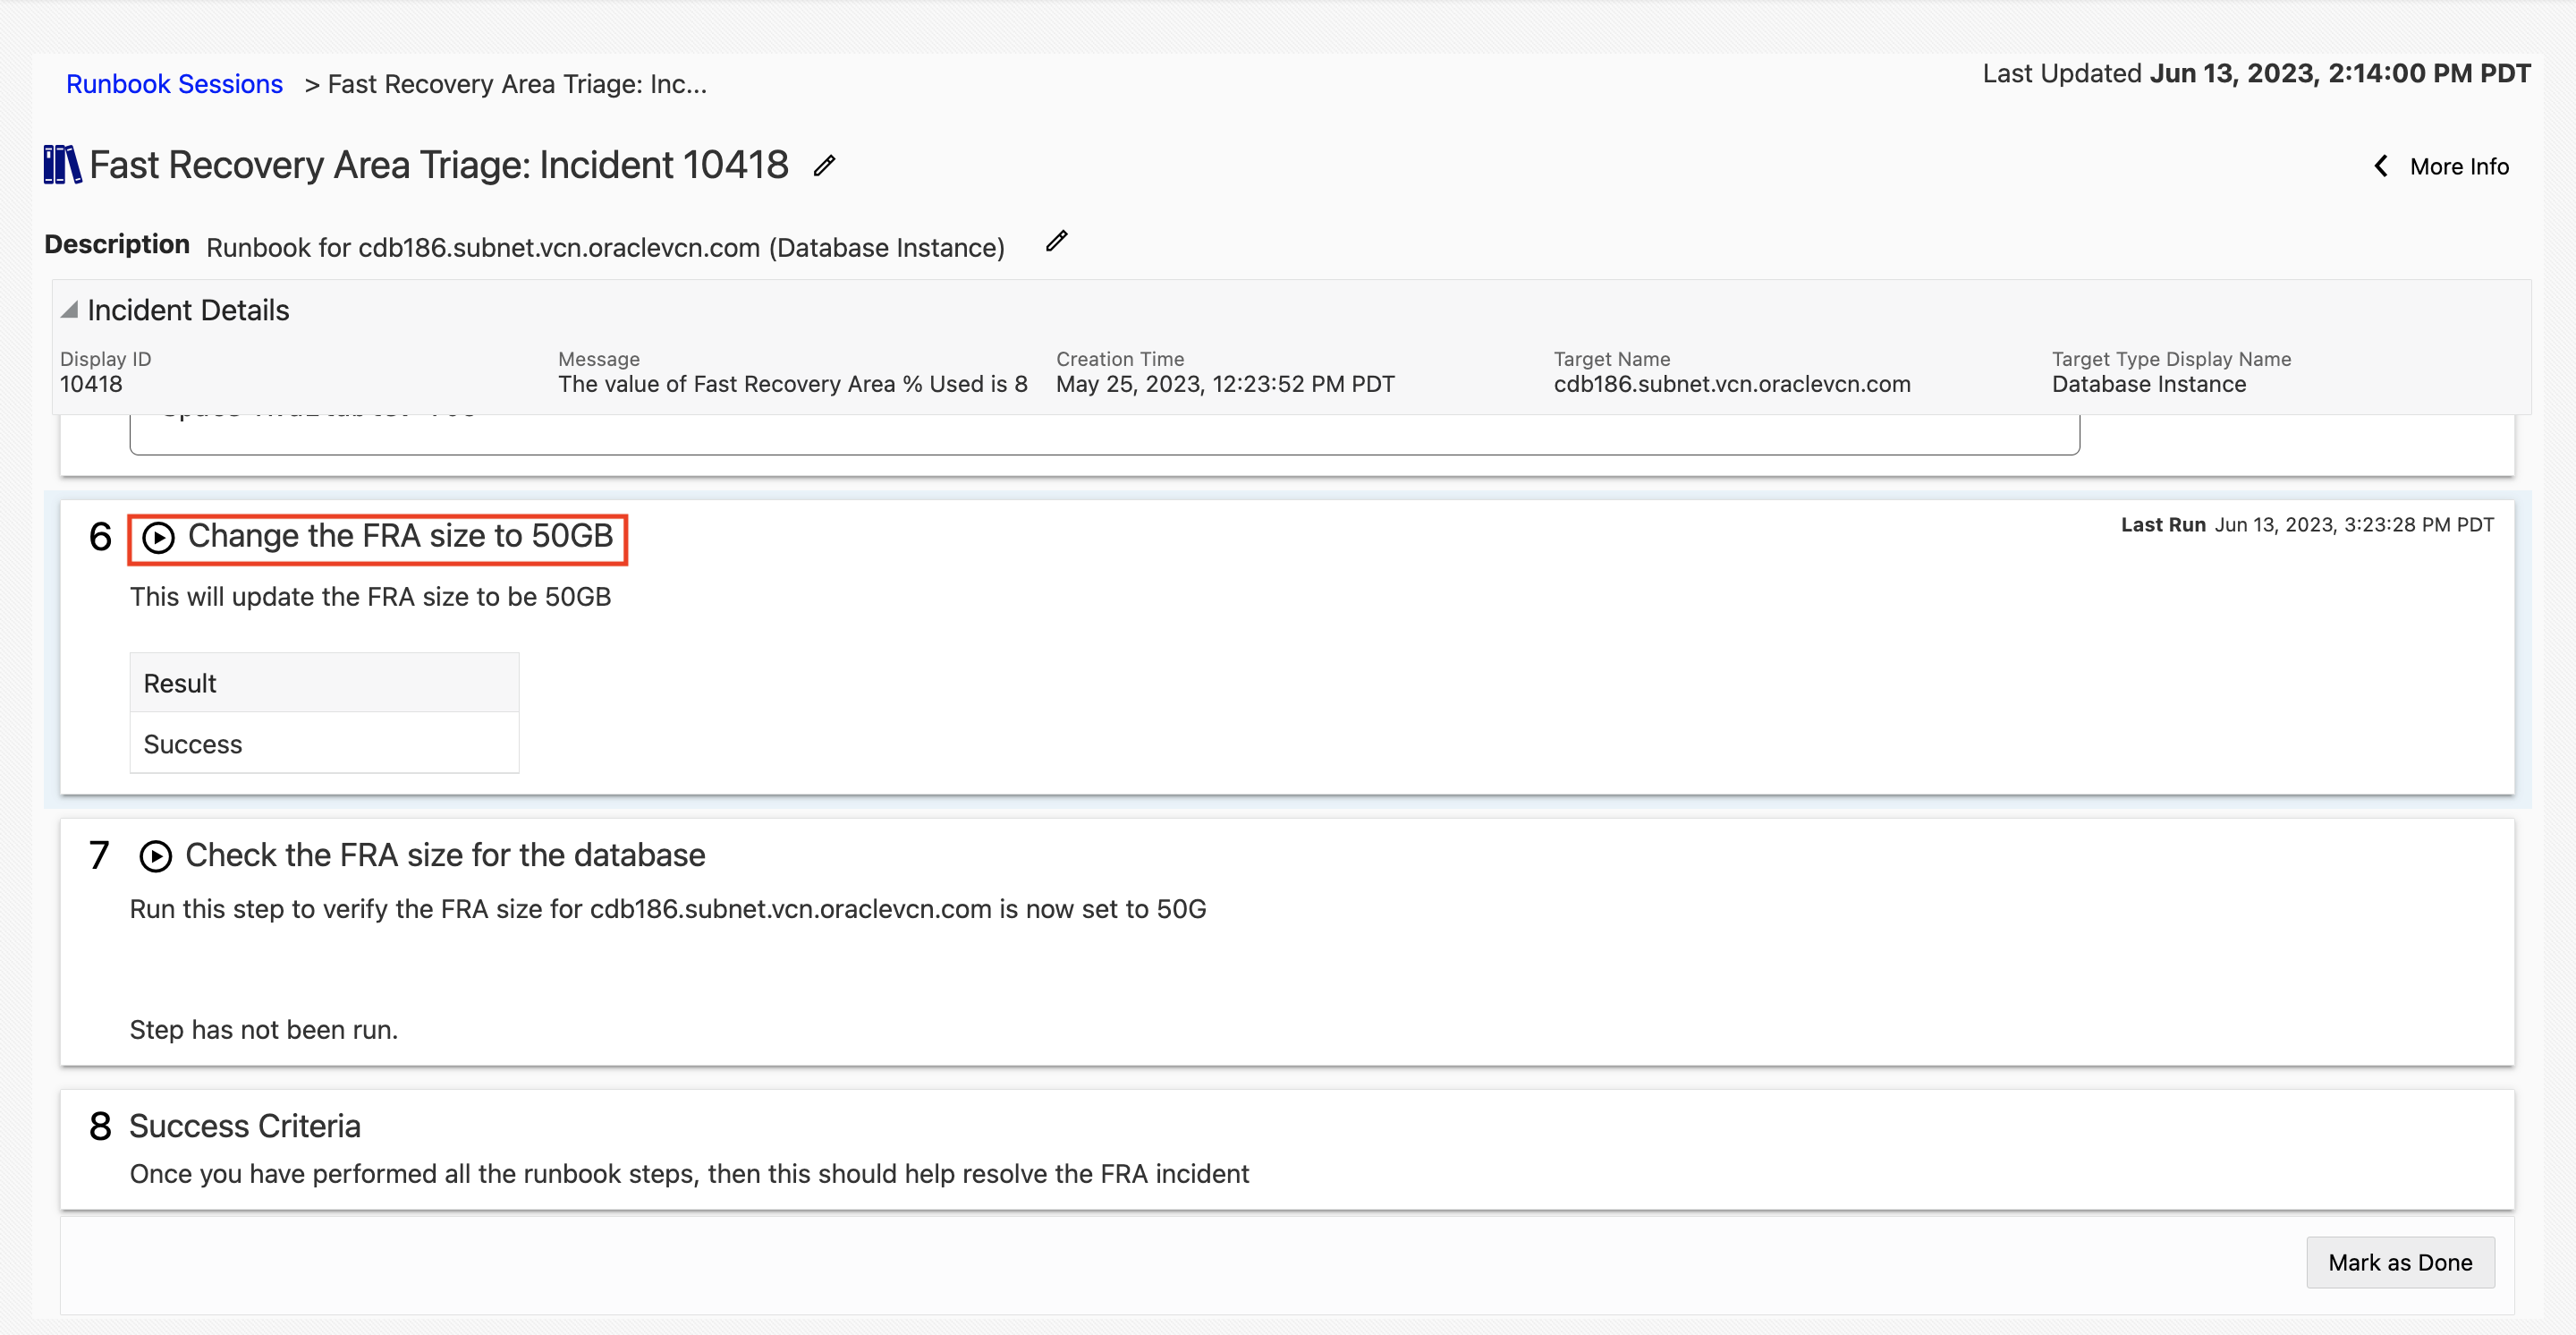 Runbook Sessions > Fast Recovery Area Triage: Inc...
Last Updated Jun 13, 2023, 2:14:00 PM PDT
Fast Recovery Area Triage: Incident 10418
More Info
Description Runbook for cdb186.subnet.vcn.oraclevcn.com (Database Instance)
Incident Details
Display ID
10418
Message
The value of Fast Recovery Area % Used is 8
Creation Time
May 25, 2023, 12:23:52 PM PDT
Target Name
cdb186.subnet.vcn.oraclevcn.com
Target Type Display Name
Database Instance
6 Change the FRA size to 50GB
Last Run Jun 13, 2023, 3:23:28 PM PDT
This will update the FRA size to be 50GB
Result
Success
7 Check the FRA size for the database
Run this step to verify the FRA size for cdb186.subnet.vcn.oraclevcn.com is now set to 50G
Step has not been run.
8 Success Criteria
Once you have performed all the runbook steps, then this should help resolve the FRA incident
Mark as Done